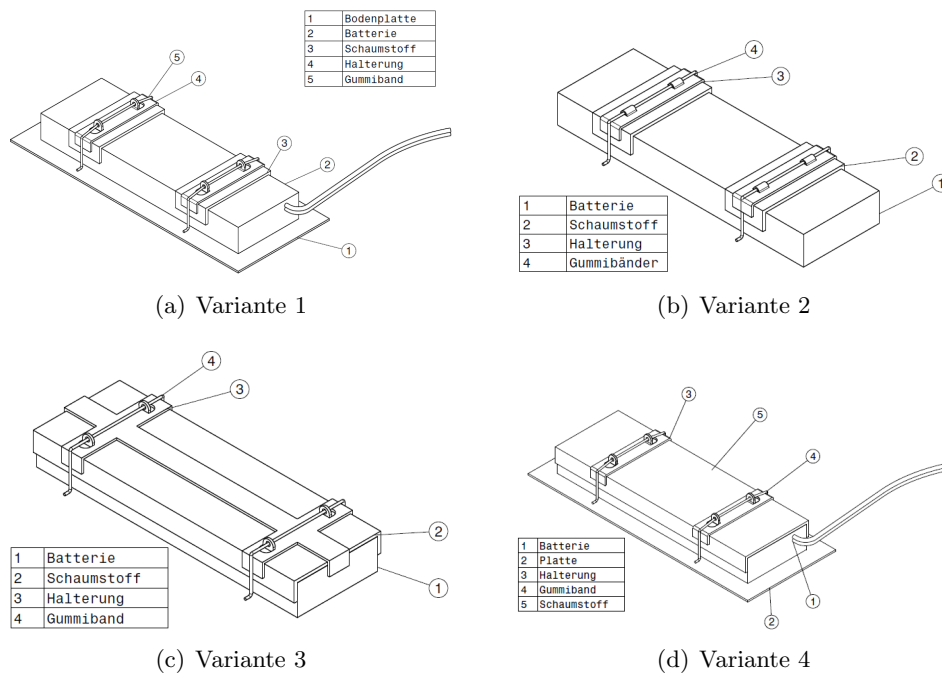 1 Bodenplatte
2 Batterie
3 Schaumstoff
4 Halterung
5 Gummiband
5
4
3
2
1
(a) Variante 1
4
3
2
1
1 Batterie
2 Schaumstoff
3 Halterung
4 Gummibänder
(b) Variante 2
4
3
2
1
1 Batterie
2 Schaumstoff
3 Halterung
4 Gummiband
(c) Variante 3
3
5
4
1 Batterie
2 Platte
3 Halterung
4 Gummiband
5 Schaumstoff
1
2
(d) Variante 4